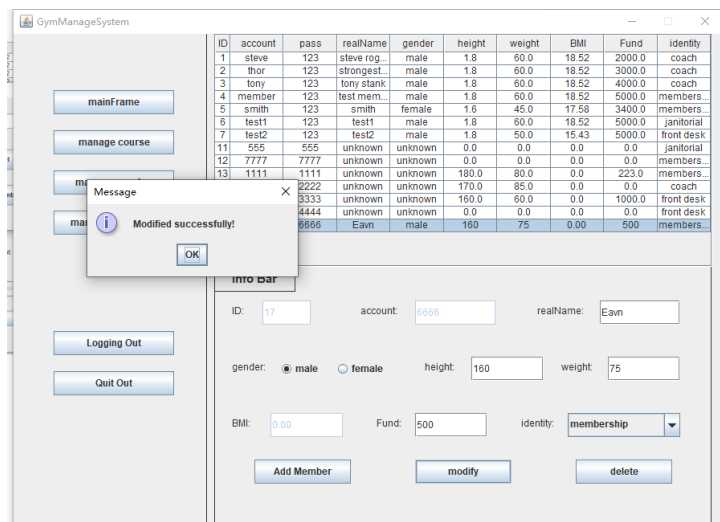 GymManageSystem
ID account pass realName gender height weight BMI Fund identity
1 steve 123 steve rog... male 1.8 60.0 18.52 2000.0 coach
2 thor 123 strongest... male 1.8 60.0 18.52 3000.0 coach
3 tony 123 tony stank male 1.8 60.0 18.52 4000.0 coach
4 member 123 test mem... male 1.8 60.0 18.52 5000.0 members...
5 smith 123 smith female 1.6 45.0 17.58 3400.0 members...
6 test1 123 test1 male 1.8 60.0 18.52 5000.0 janitorial
7 test2 123 test2 male 1.8 50.0 15.43 5000.0 front desk
11 555 555 unknown unknown 0.0 0.0 0.0 0.0 janitorial
12 7777 7777 unknown unknown 0.0 0.0 0.0 0.0 members...
13 1111 1111 unknown unknown 180.0 80.0 0.0 223.0 members...
2222 unknown unknown 170.0 85.0 0.0 0.0 coach
3333 unknown unknown 160.0 60.0 0.0 1000.0 front desk
4444 unknown unknown 0.0 0.0 0.0 0.0 front desk
6666 Eavn male 160 75 0.00 500 members...
mainFrame
manage course
Message
Modified successfully!
OK
Logging Out
Quit Out
Info Bar
ID: 17 account: 6666 realName: Eavn
gender: male female height: 160 weight: 75
BMI: 0.00 Fund: 500 identity: membership
Add Member modify delete